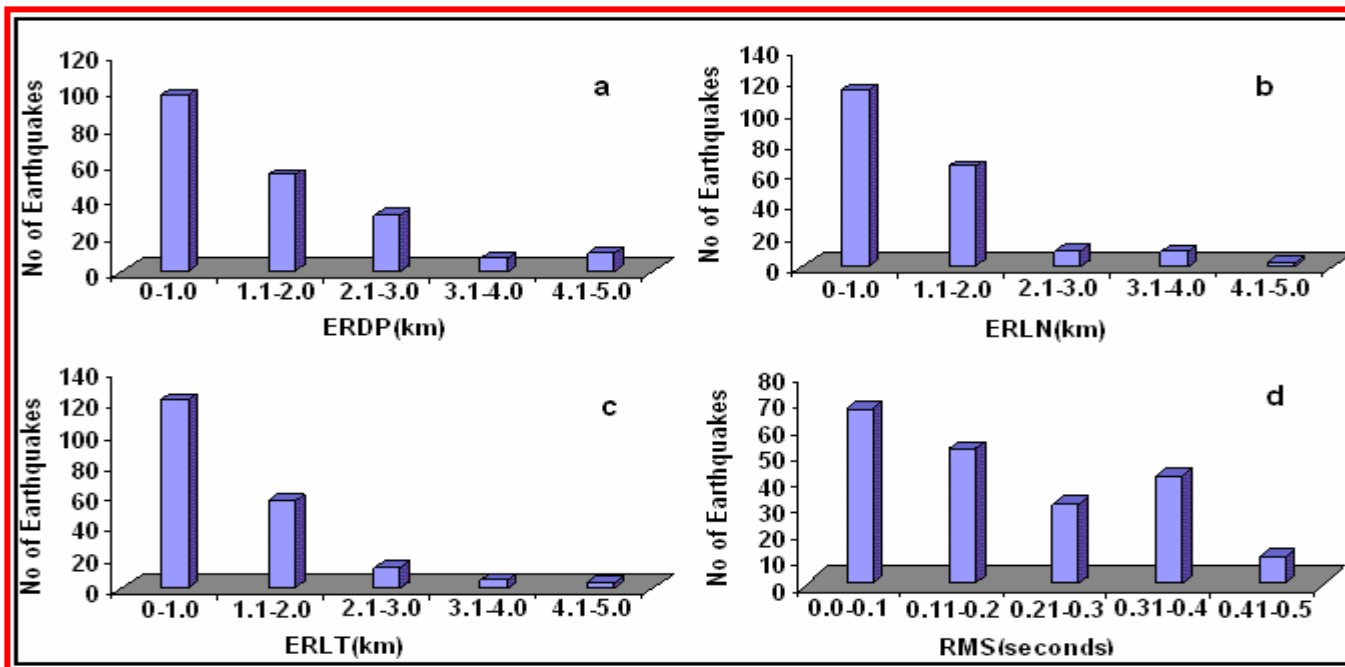 a
No of Earthquakes
120
100
80
60
40
20
0
0-1.0 1.1-2.0 2.1-3.0 3.1-4.0 4.1-5.0
ERDP(km)
b
No of Earthquakes
140
120
100
80
60
40
20
0
0-1.0 1.1-2.0 2.1-3.0 3.1-4.0 4.1-5.0
ERLN(km)
c
No of Earthquakes
140
120
100
80
60
40
20
0
0-1.0 1.1-2.0 2.1-3.0 3.1-4.0 4.1-5.0
ERLT(km)
d
No of Earthquakes
80
70
60
50
40
30
20
10
0
0.0-0.1 0.11-0.2 0.21-0.3 0.31-0.4 0.41-0.5
RMS(seconds)